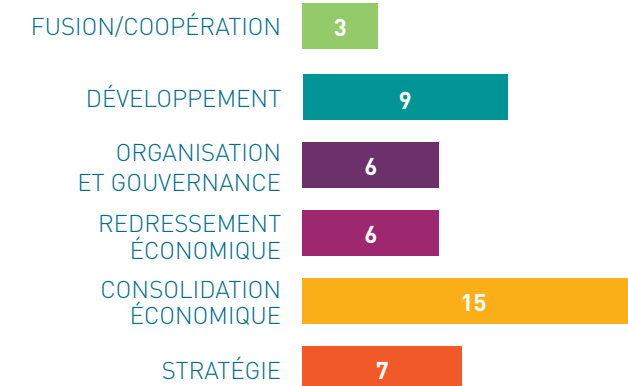 FUSION/COOPÉRATION 3
DÉVELOPPEMENT 9
ORGANISATION
ET GOUVERNANCE 6
REDRESSEMENT
ÉCONOMIQUE 6
CONSOLIDATION
ÉCONOMIQUE 15
STRATÉGIE 7